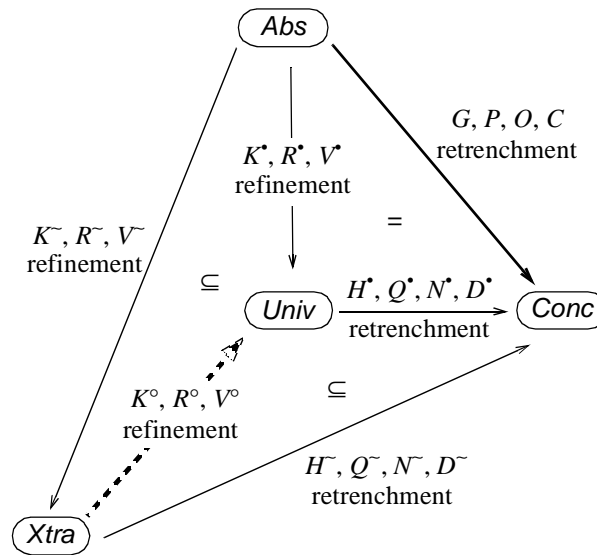 Abs
G, P, O, C
retrenchment
K•, R•, V•
refinement
=
K~, R~, V~
refinement
⊆
H•, Q•, N•, D•
Univ
Conc
retrenchment
K°, R°, V°
refinement
⊆
H~, Q~, N~, D~
retrenchment
Xtra